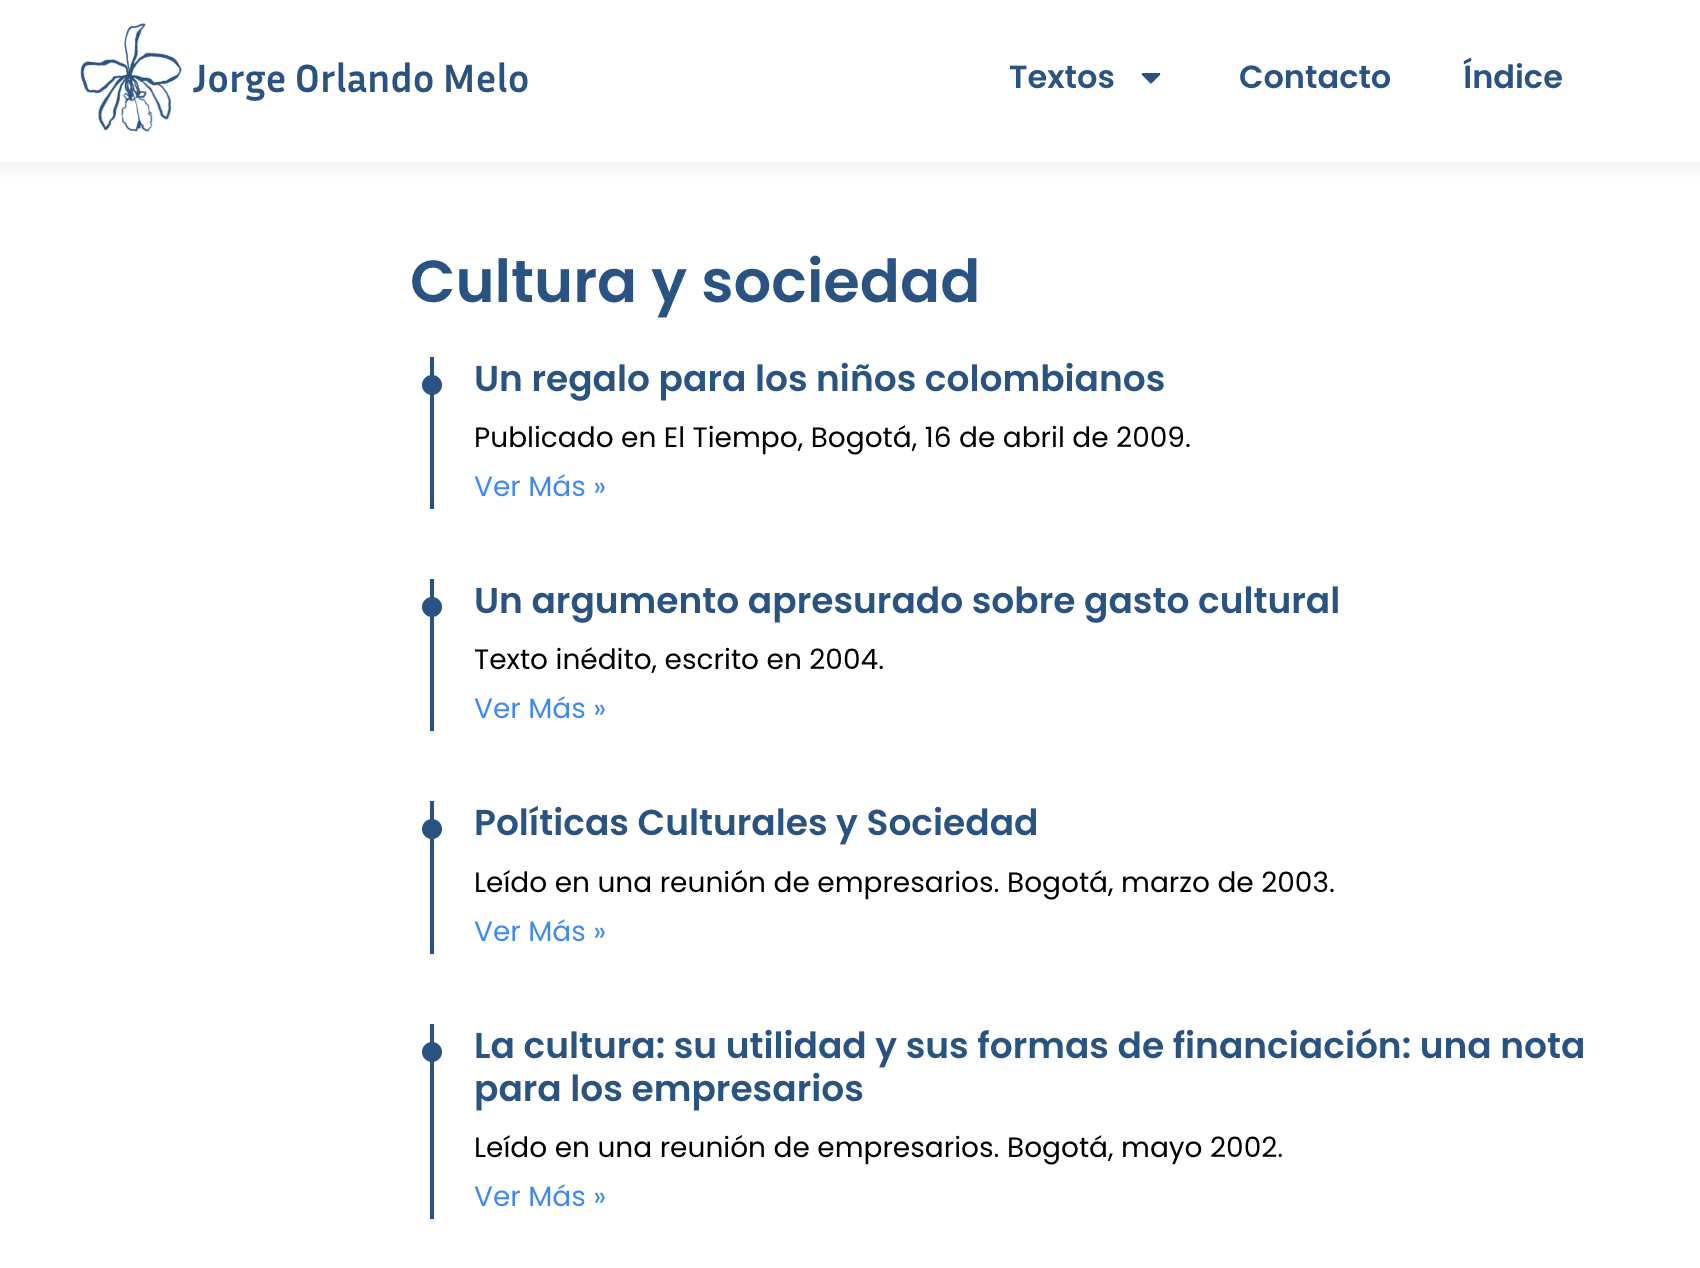 Jorge Orlando Melo
Textos
Contacto
Índice
Cultura y sociedad
Un regalo para los niños colombianos
Publicado en El Tiempo, Bogotá, 16 de abril de 2009.
Ver Más »
Un argumento apresurado sobre gasto cultural
Texto inédito, escrito en 2004.
Ver Más »
Políticas Culturales y Sociedad
Leído en una reunión de empresarios. Bogotá, marzo de 2003.
Ver Más »
La cultura: su utilidad y sus formas de financiación: una nota
para los empresarios
Leído en una reunión de empresarios. Bogotá, mayo 2002.
Ver Más »